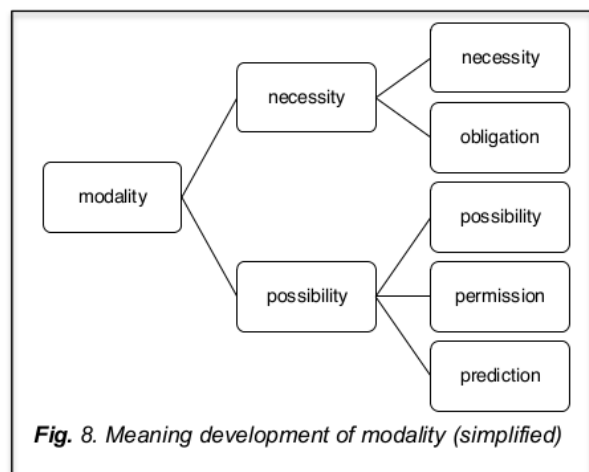 modality
necessity
possibility
necessity
obligation
possibility
permission
prediction
Fig. 8. Meaning development of modality (simplified)